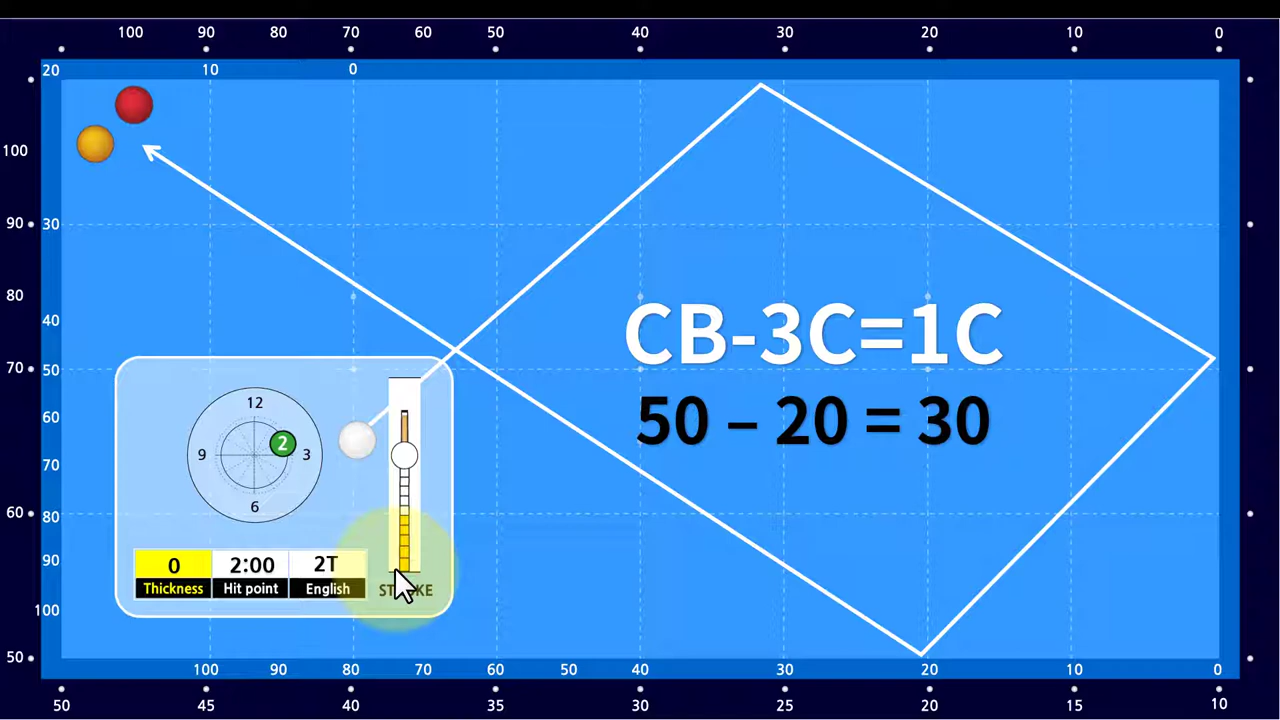 100 90 80 70 60 50 40 30 20 10 0
20 10 0
100
90 30
80
40
70 50
60
70
60 80
90
100
50
CB-3C=1C
50 – 20 = 30
12
9 2 3
6
0 2:00 2T
Thickness Hit point English
100 90 80 70 60 50 40 30 20 10 0
50 45 40 35 30 25 20 15 10